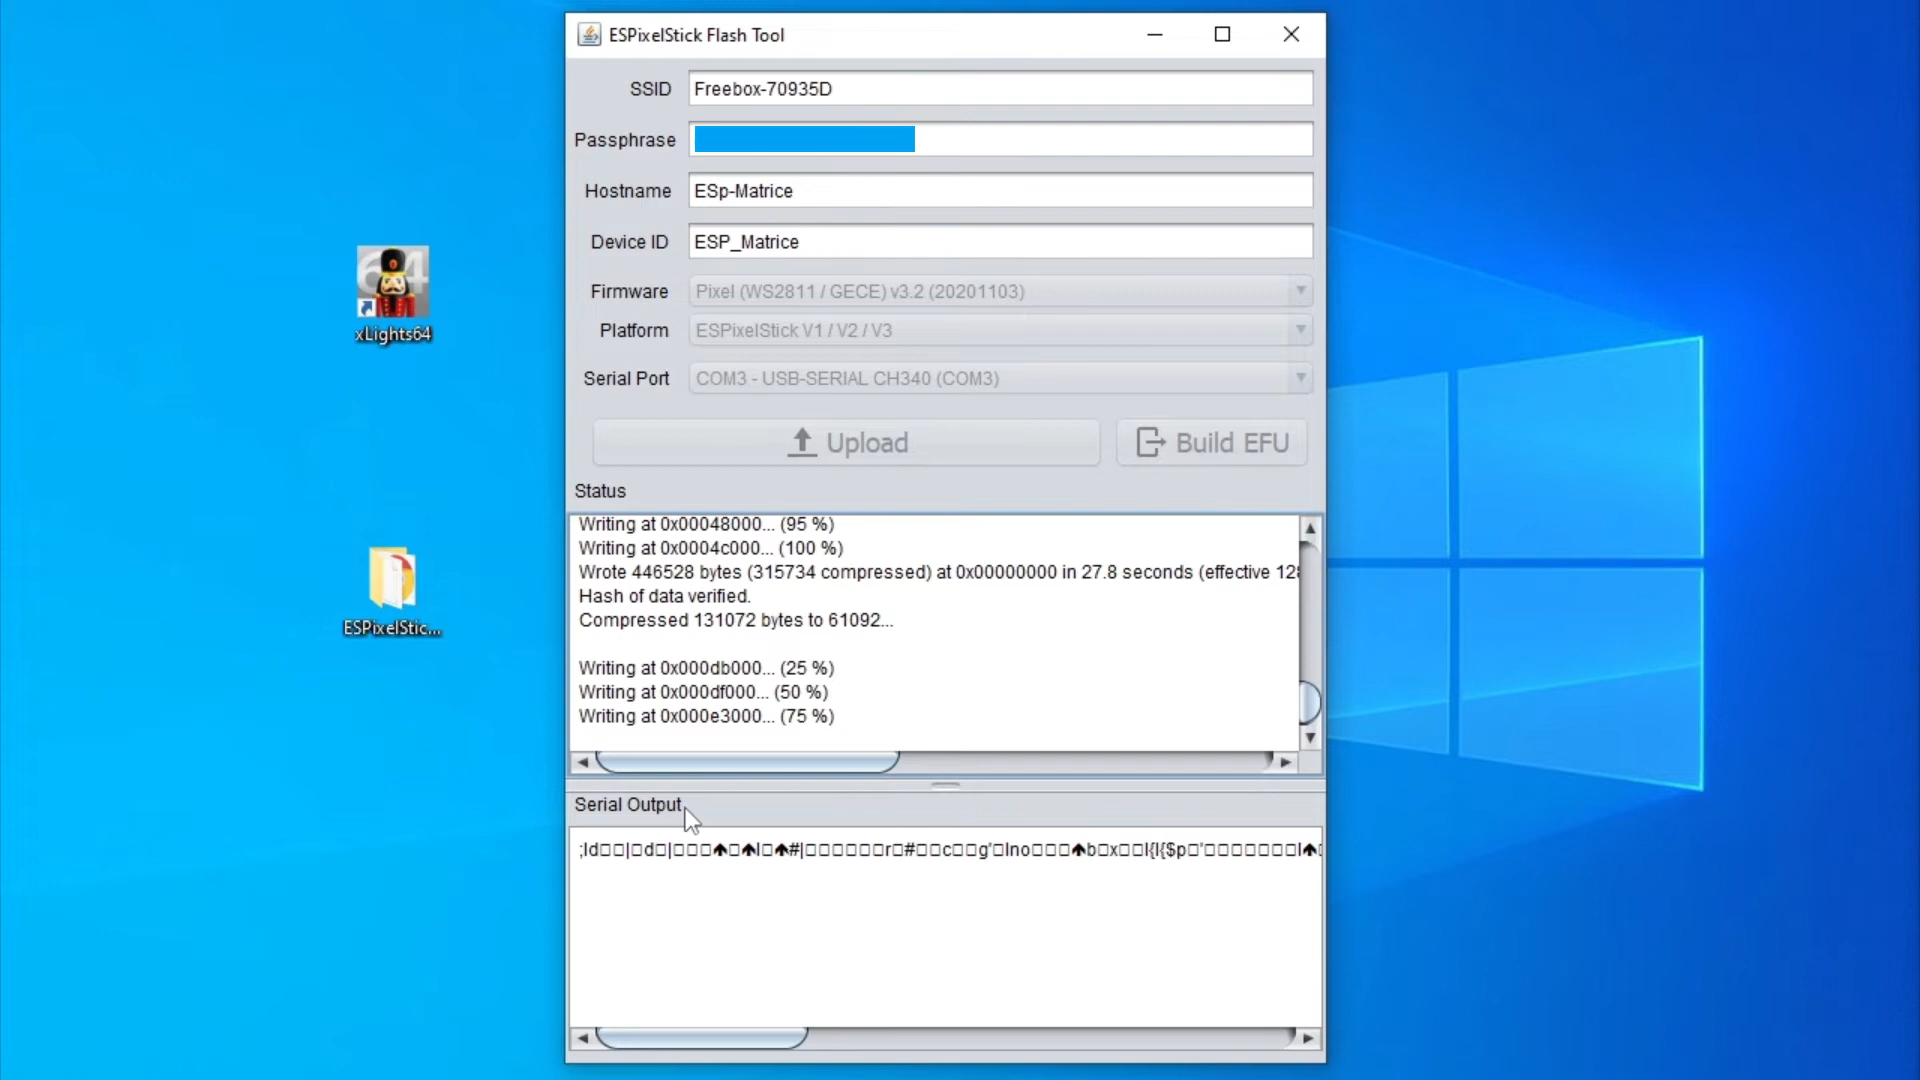 ESPixelStick Flash Tool
SSID
Freebox-70935D
Passphrase
Hostname
ESp-Matrice
Device ID
ESP_Matrice
Firmware
Pixel (WS2811 / GECE) v3.2 (20201103)
Platform
ESPixelStick V1 / V2 / V3
Serial Port
COM3 - USB-SERIAL CH340 (COM3)
Upload
Build EFU
Status
Writing at 0x00048000... (95 %)
Writing at 0x0004c000... (100 %)
Wrote 446528 bytes (315734 compressed) at 0x00000000 in 27.8 seconds (effective 128
Hash of data verified.
Compressed 131072 bytes to 61092...
Writing at 0x000db000... (25 %)
Writing at 0x000df000... (50 %)
Writing at 0x000e3000... (75 %)
Serial Output
xLights64
ESPixelStic...